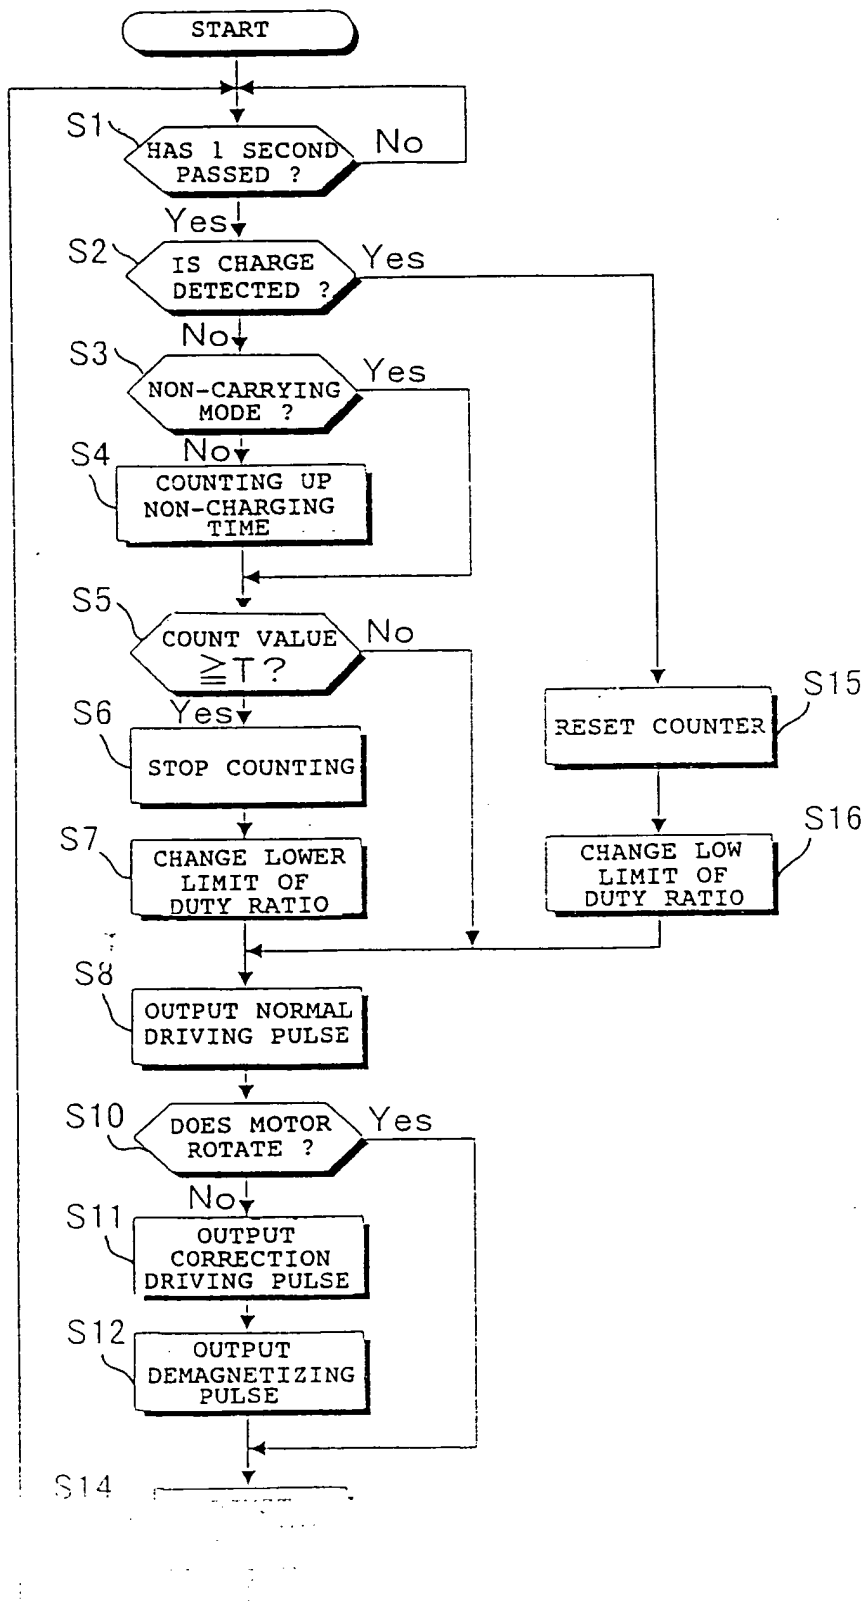 START
S1
HAS 1 SECOND
PASSED ?
No
Yes
S2
IS CHARGE
DETECTED ?
Yes
No
S3
NON-CARRYING
MODE ?
Yes
No
S4
COUNTING UP
NON-CHARGING
TIME
S5
COUNT VALUE
≧T?
No
Yes
S6
STOP COUNTING
S15
RESET COUNTER
S7
CHANGE LOWER
LIMIT OF
DUTY RATIO
S16
CHANGE LOW
LIMIT OF
DUTY RATIO
S8
OUTPUT NORMAL
DRIVING PULSE
S10
DOES MOTOR
ROTATE ?
Yes
No
S11
OUTPUT
CORRECTION
DRIVING PULSE
S12
OUTPUT
DEMAGNETIZING
PULSE
S14